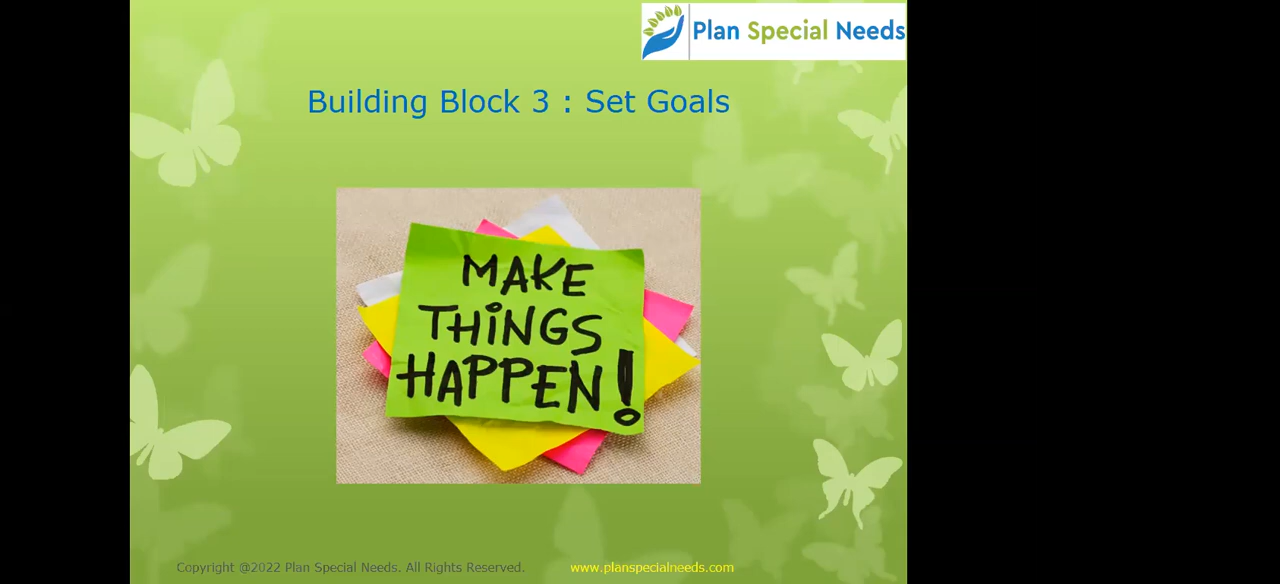 Plan Special Needs
Building Block 3 : Set Goals
MAKE
THiNGS
HAPPEN!
Copyright @2022 Plan Special Needs. All Rights Reserved. www.planspecialneeds.com